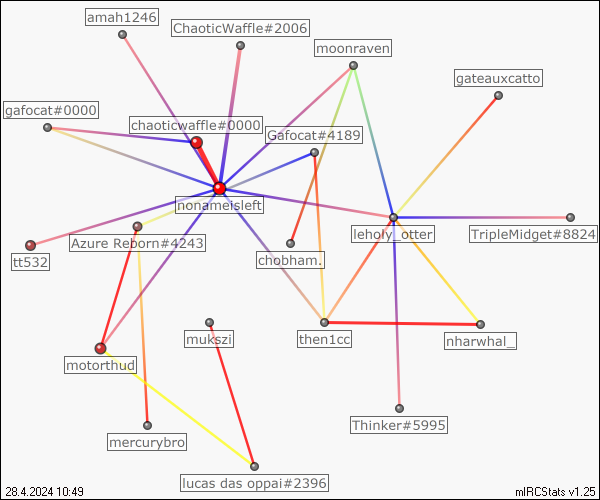 amah1246
ChaoticWaffle#2006
moonraven
gateauxcatto
gafocat#0000
chaoticwaffle#0000
Gafocat#4189
nonameisleft
Azure Reborn#4243
leholy_otter
TripleMidget#8824
tt532
chobham.
mukszi
then1cc
nharwhal_
motorthud
Thinker#5995
mercurybro
lucas das oppai#2396
28.4.2024 10:49
mIRCStats v1.25